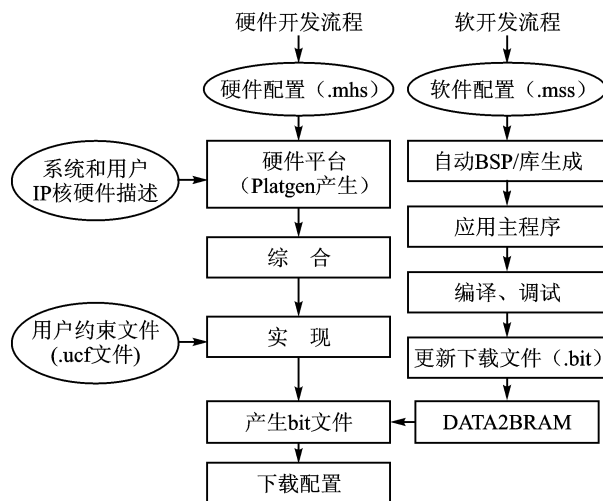 硬件开发流程
软开发流程
硬件配置（.mhs）
软件配置（.mss）
系统和用户
IP核硬件描述
硬件平台
（Platgen产生）
自动BSP/库生成
综 合
应用主程序
编译、调试
用户约束文件
(.ucf文件)
实 现
更新下载文件（.bit）
产生bit文件
DATA2BRAM
下载配置